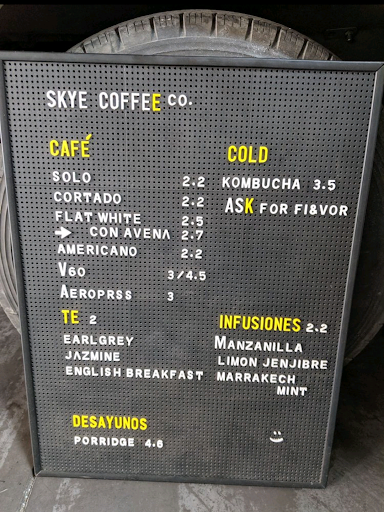 SKYE COFFEE CO.
CAFÉ
SOLO 2.2
CORTADO 2.2
FLAT WHITE 2.5
→ CON AVENA 2.7
AMERICANO 2.2
V60 3/4.5
AEROPRSS 3
COLD
KOMBUCHA 3.5
ASK FOR FI&VOR
TE 2
EARLGREY
JAZMINE
ENGLISH BREAKFAST
INFUSIONES 2.2
MANZANILLA
LIMON JENJIBRE
MARRAKECH
MINT
DESAYUNOS
PORRIDGE 4.6